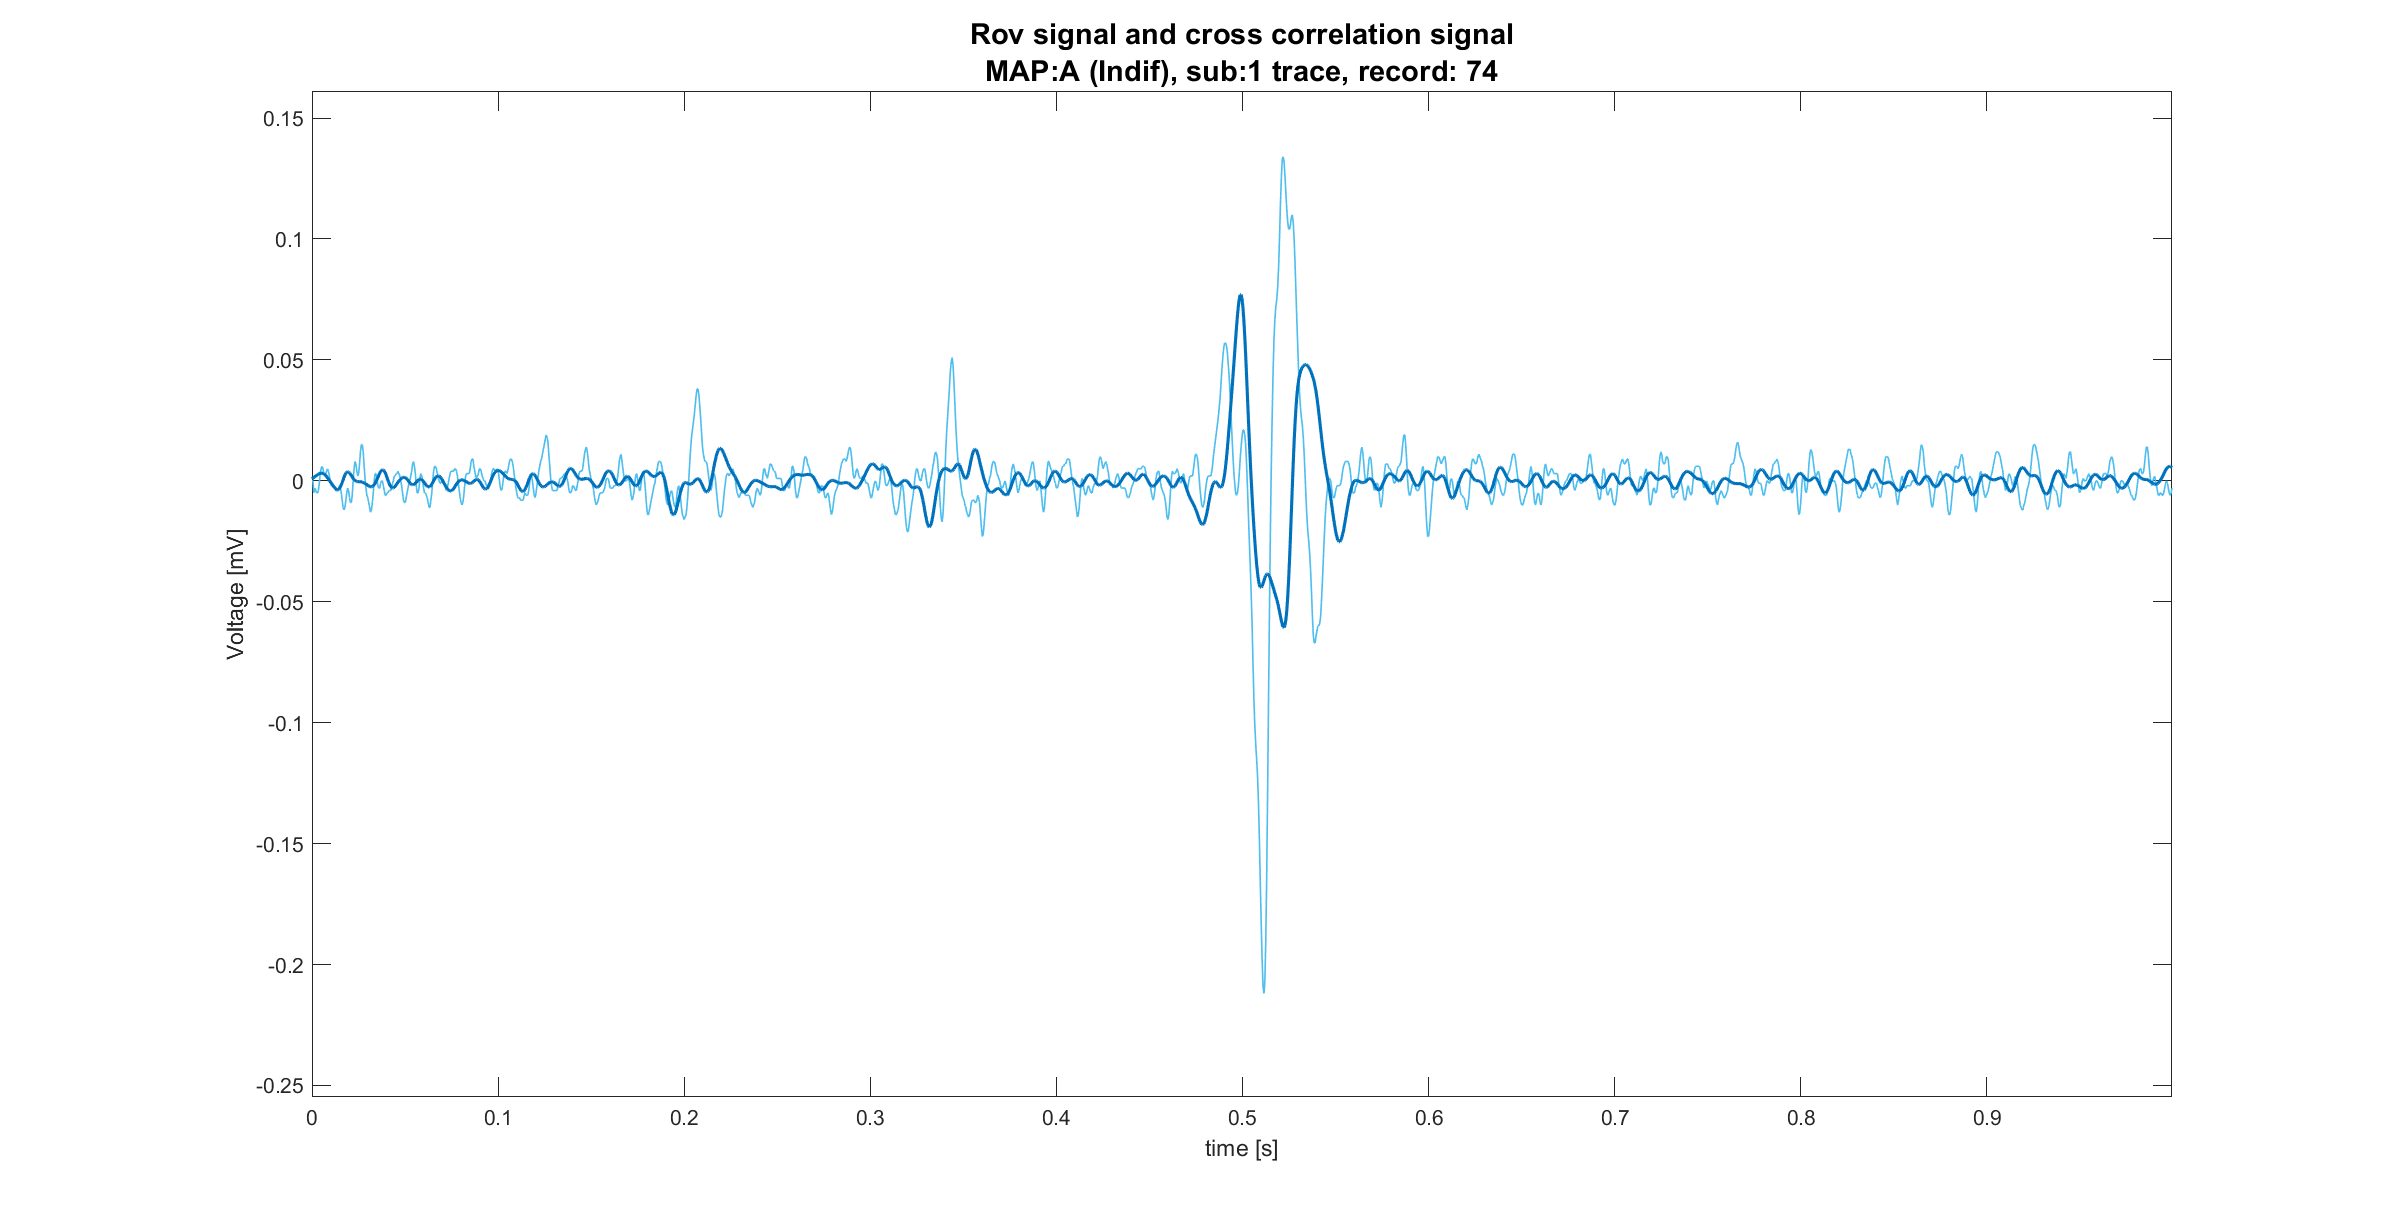 Rov signal and cross correlation signal
MAP:A (Indif), sub:1 trace, record: 74
0.15
0.1
0.05
0
-0.05
-0.1
-0.15
-0.2
-0.25
Voltage [mV]
0 0.1 0.2 0.3 0.4 0.5 0.6 0.7 0.8 0.9
time [s]